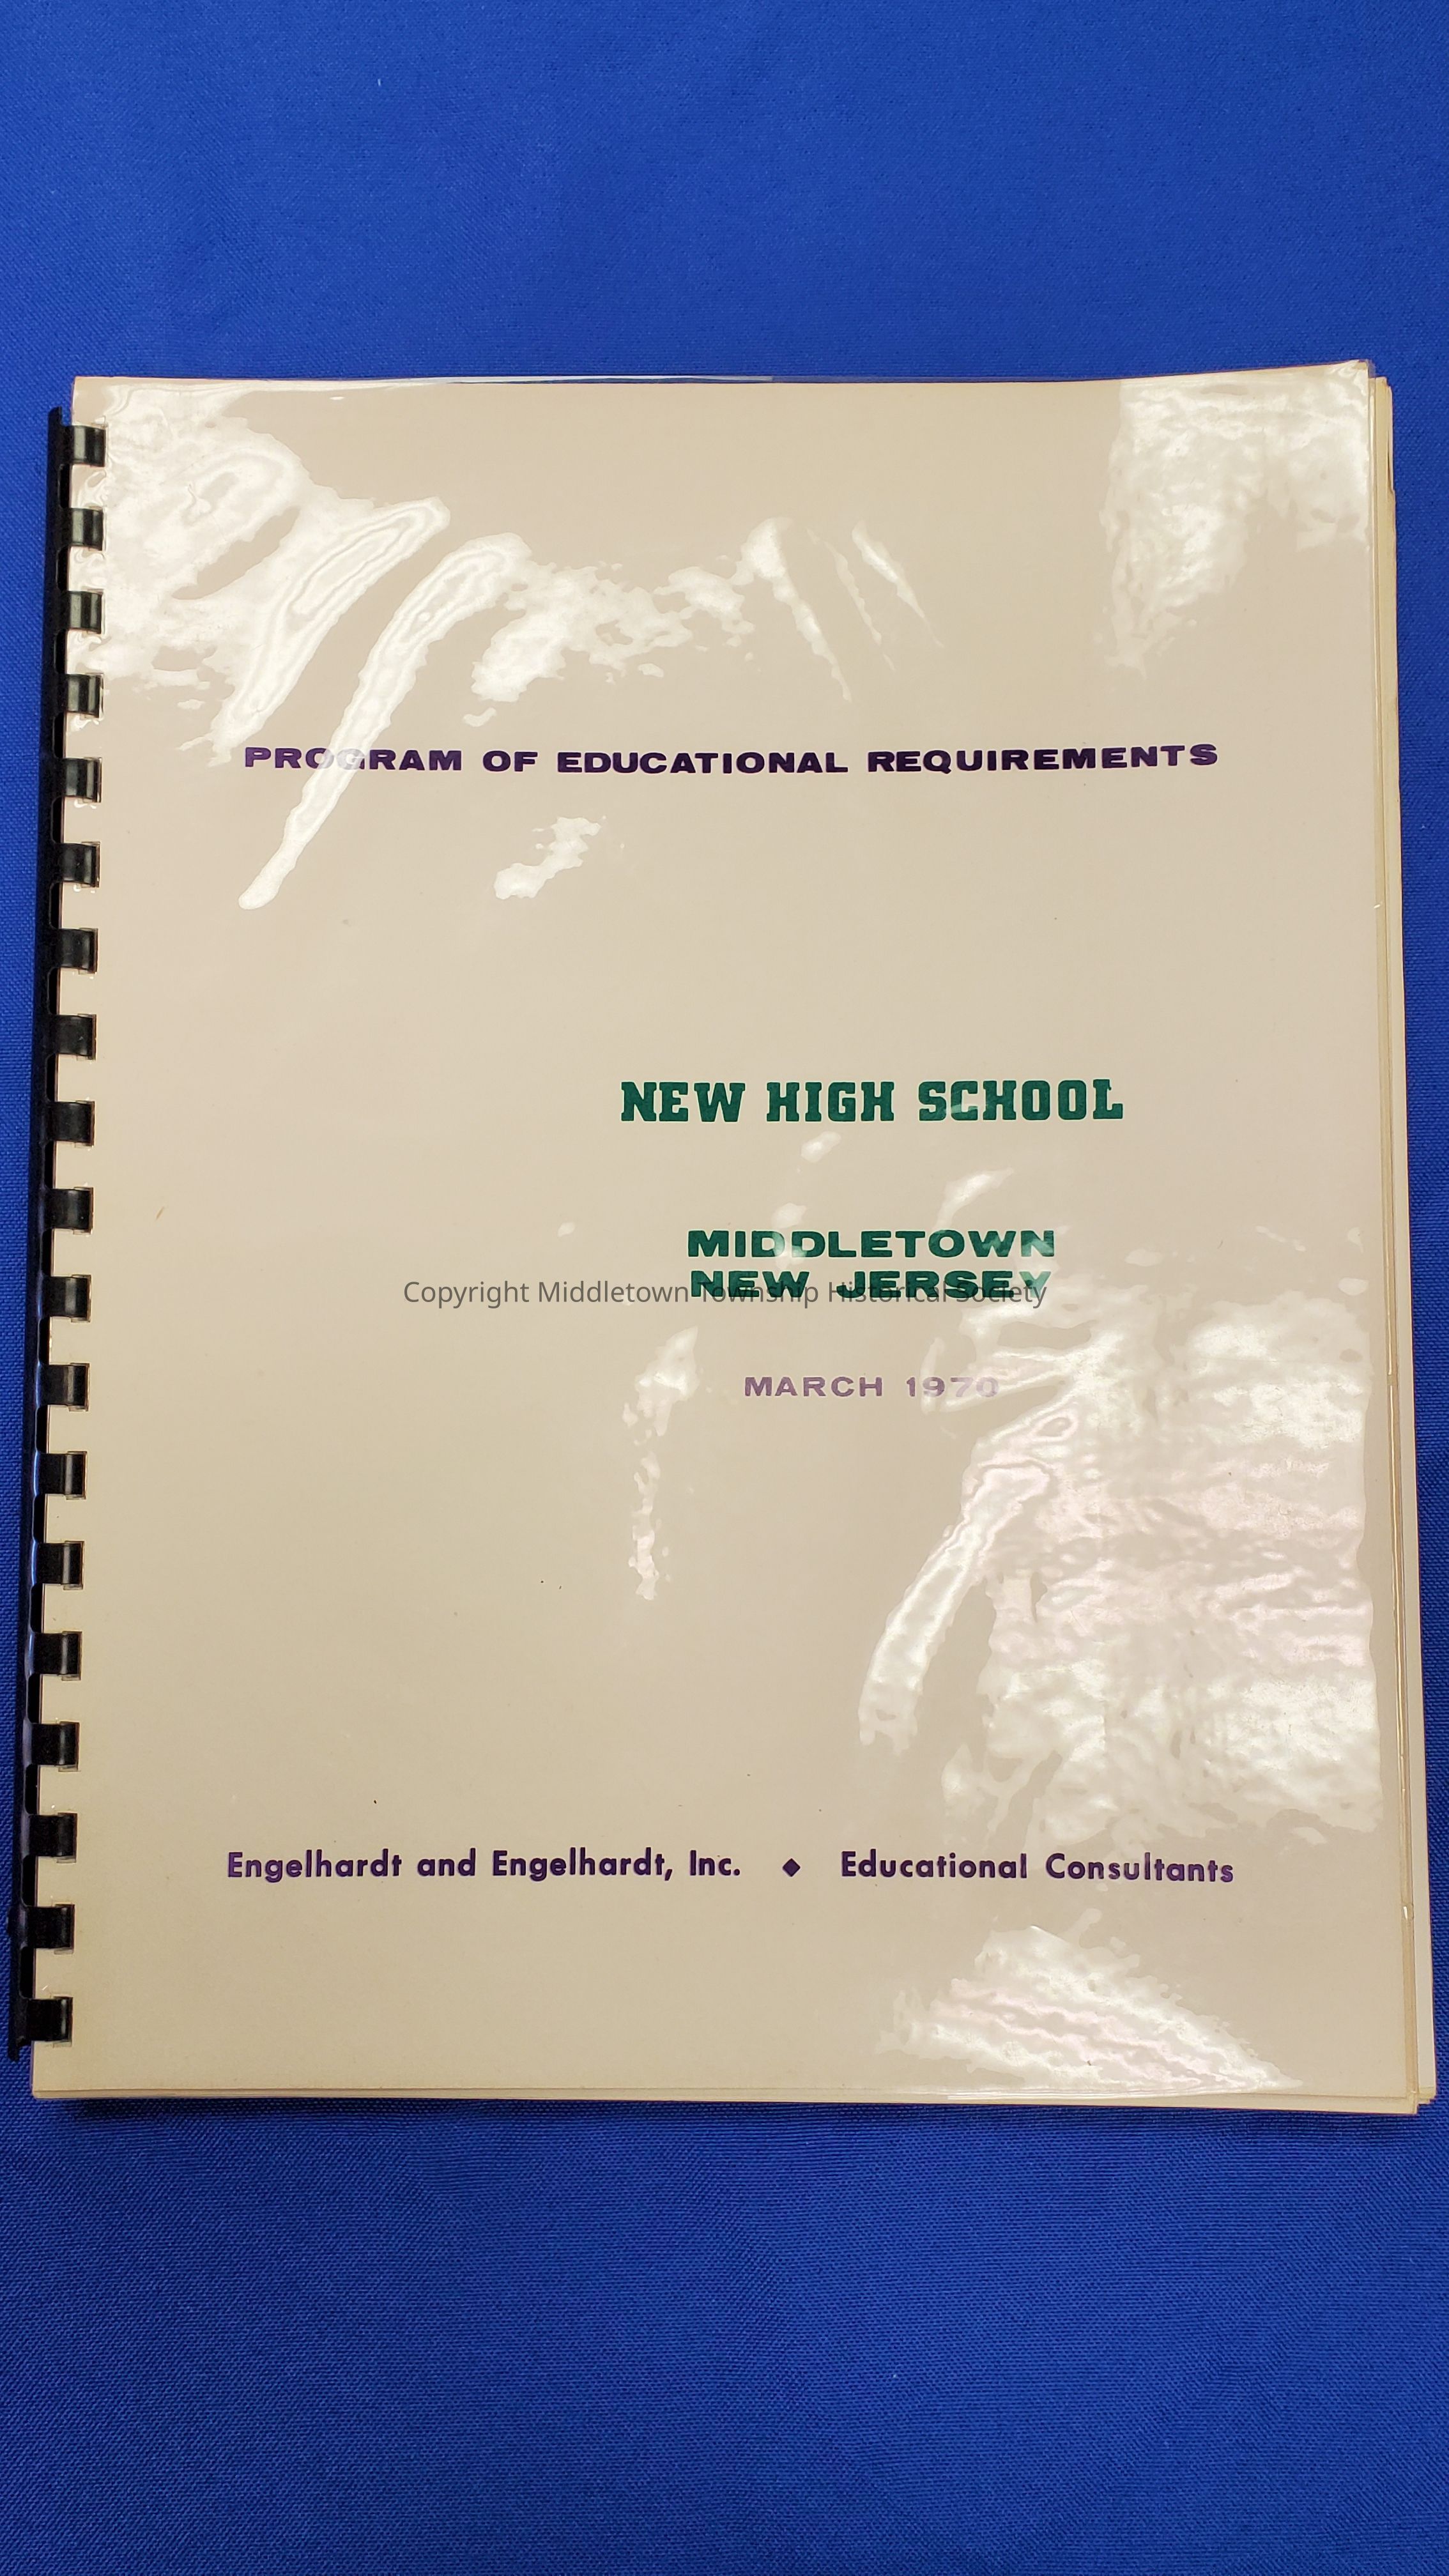 PROGRAM OF EDUCATIONAL REQUIREMENTS
NEW HIGH SCHOOL
MIDDLETOWN
NEW JERSEY
Copyright Middletown Township Historical Society
MARCH 1970
Engelhardt and Engelhardt, Inc. ◆ Educational Consultants